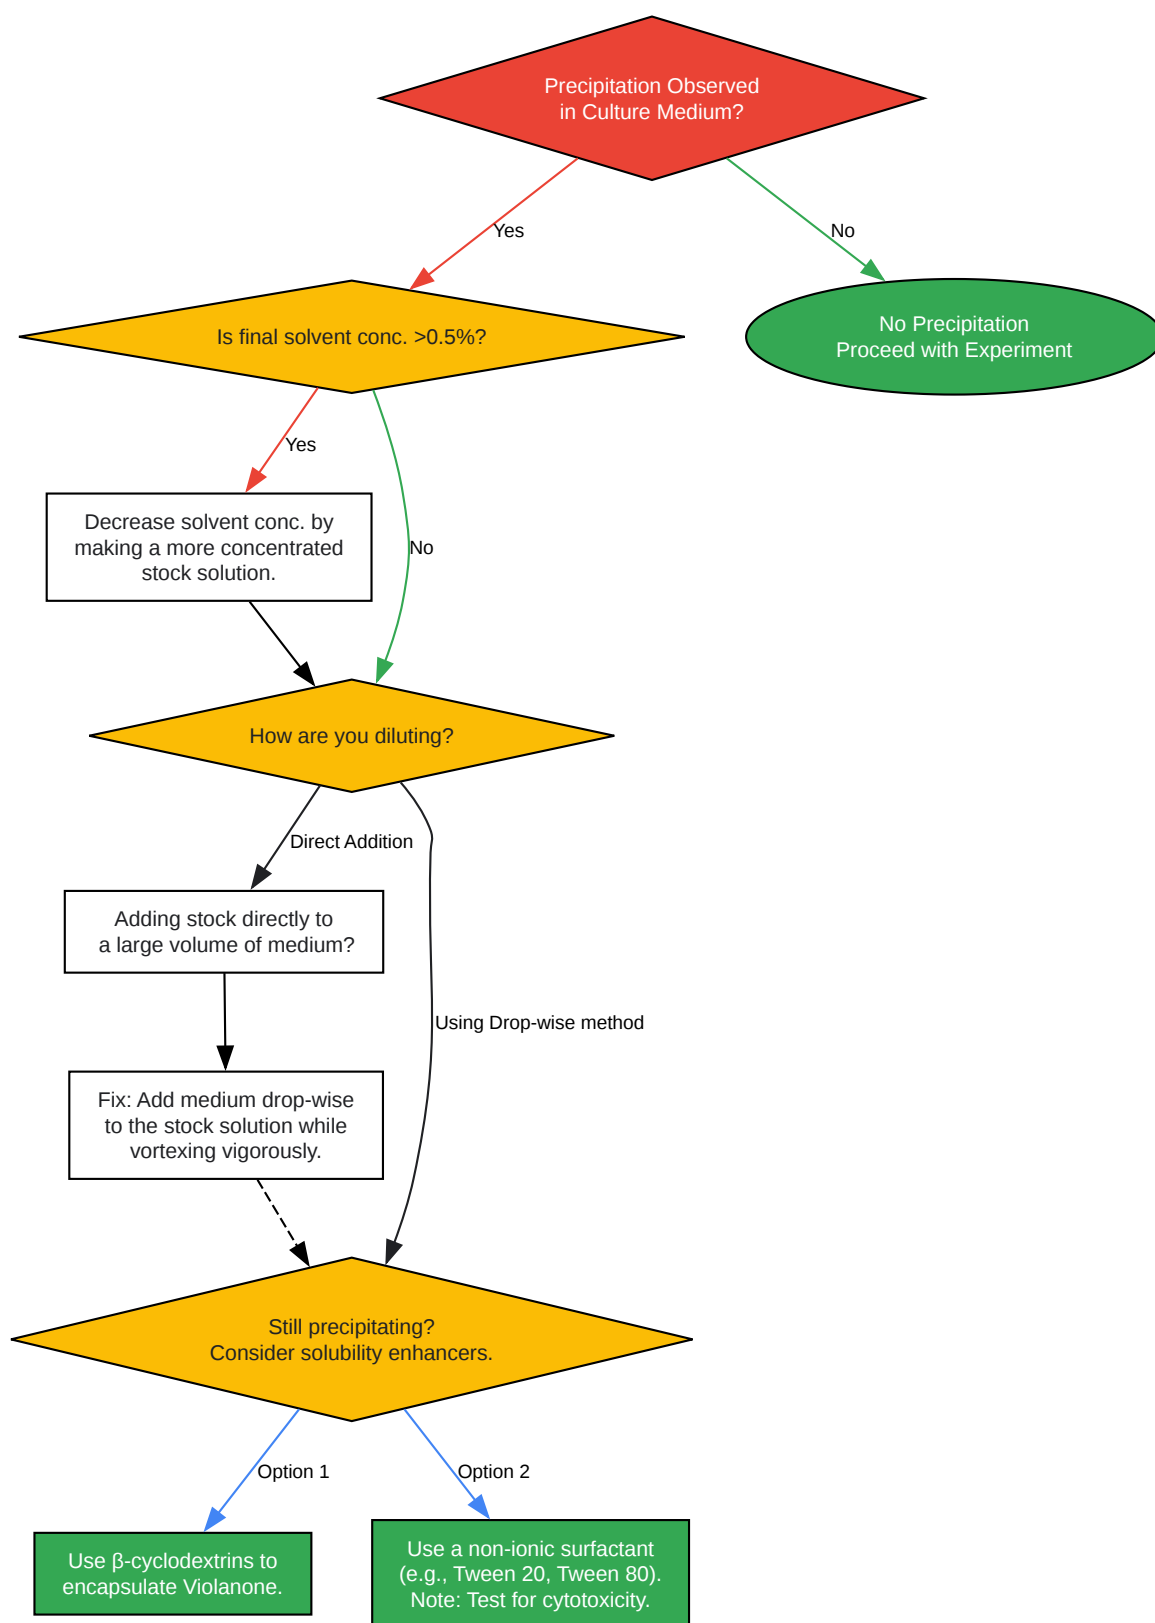 Precipitation Observed
in Culture Medium?
Yes
No
Is final solvent conc. >0.5%?
No Precipitation
Proceed with Experiment
Yes
Decrease solvent conc. by
making a more concentrated
stock solution.
No
How are you diluting?
Direct Addition
Adding stock directly to
a large volume of medium?
Using Drop-wise method
Fix: Add medium drop-wise
to the stock solution while
vortexing vigorously.
Still precipitating?
Consider solubility enhancers.
Option 1
Option 2
Use β-cyclodextrins to
encapsulate Violanone.
Use a non-ionic surfactant
(e.g., Tween 20, Tween 80).
Note: Test for cytotoxicity.